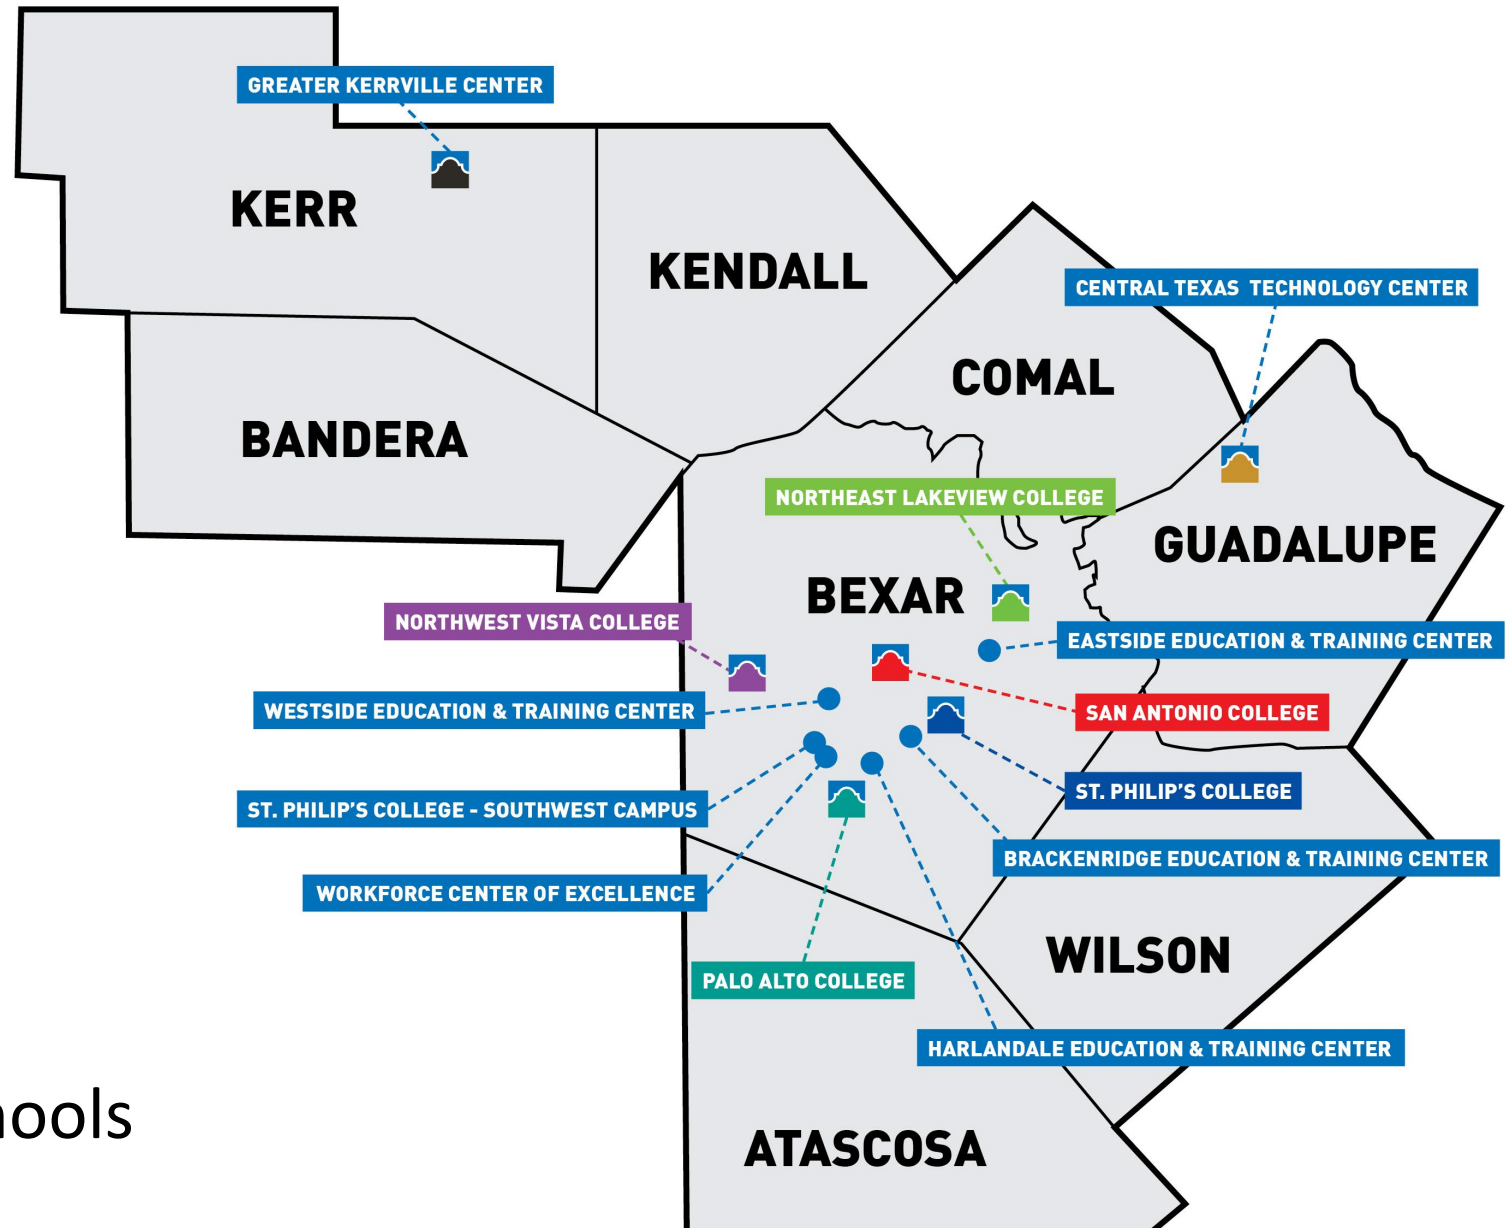 GREATER KERRVILLE CENTER
KERR
KENDALL
CENTRAL TEXAS TECHNOLOGY CENTER
COMAL
BANDERA
NORTHEAST LAKEVIEW COLLEGE
GUADALUPE
BEXAR
NORTHWEST VISTA COLLEGE
EASTSIDE EDUCATION & TRAINING CENTER
WESTSIDE EDUCATION & TRAINING CENTER
SAN ANTONIO COLLEGE
ST. PHILIP'S COLLEGE
ST. PHILIP'S COLLEGE - SOUTHWEST CAMPUS
BRACKENRIDGE EDUCATION & TRAINING CENTER
WORKFORCE CENTER OF EXCELLENCE
WILSON
PALO ALTO COLLEGE
HARLANDALE EDUCATION & TRAINING CENTER
ATASCOSA